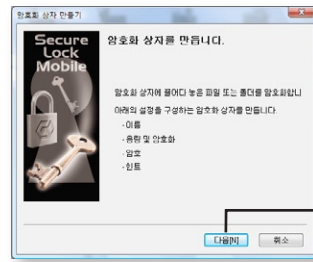 암호화 상자 만들기
Secure
Lock
Mobile
암호화 상자를 만듭니다.
암호화 상자에 끌어다 놓은 파일 또는 폴더를 암호화합니
아래의 설정을 구성하는 암호화 상자를 만듭니다.
- 이름
- 용량 및 암호화
- 암호
- 힌트
다음[N]
취소